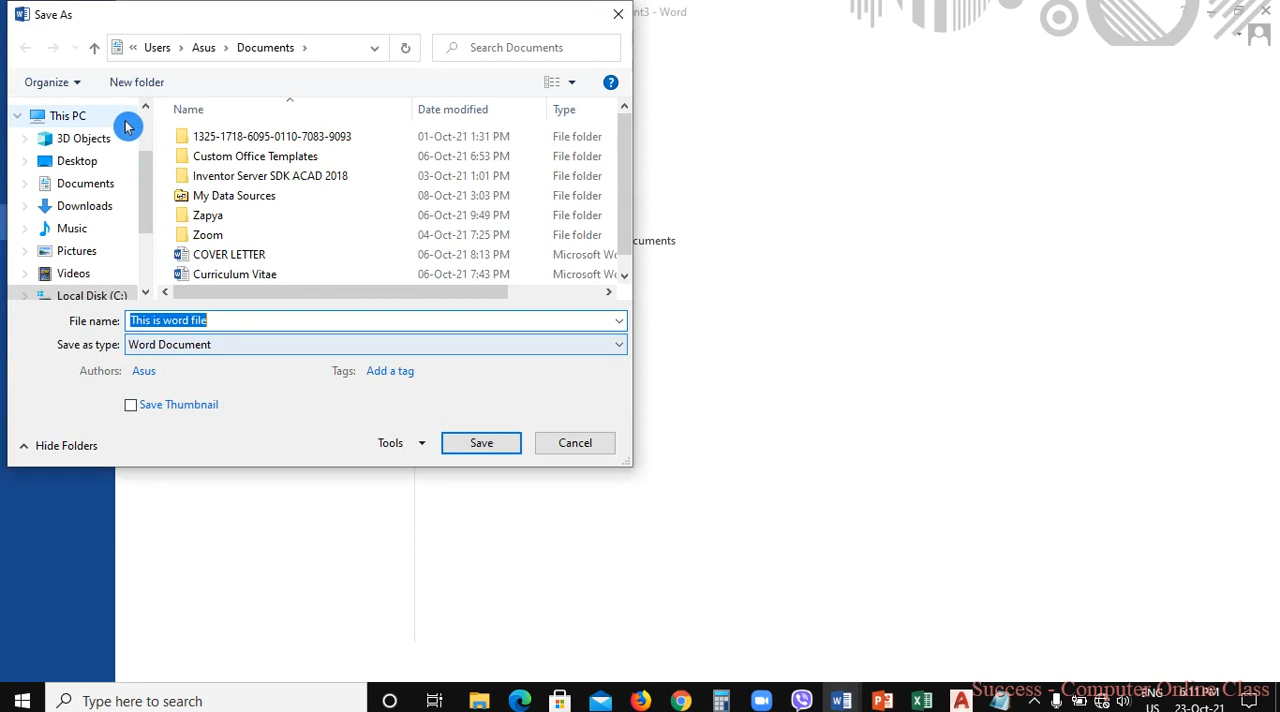 Save As
ent3 - Word
Users
Asus
Documents
Search Documents
Organize
New folder
Name
Date modified
Type
This PC
3D Objects
Desktop
Documents
Downloads
Music
Pictures
Videos
Local Disk (C:)
1325-1718-6095-0110-7083-9093 01-Oct-21 1:31 PM File folder
Custom Office Templates 06-Oct-21 6:53 PM File folder
Inventor Server SDK ACAD 2018 03-Oct-21 1:01 PM File folder
My Data Sources 08-Oct-21 3:03 PM File folder
Zapya 06-Oct-21 9:49 PM File folder
Zoom 04-Oct-21 7:25 PM File folder
COVER LETTER 06-Oct-21 8:13 PM Microsoft Wo
Curriculum Vitae 06-Oct-21 7:43 PM Microsoft Wo
cuments
File name: This is word file
Save as type: Word Document
Authors: Asus Tags: Add a tag
Save Thumbnail
Hide Folders
Tools
Save
Cancel
Type here to search
ENG
US
6:11 PM
23-Oct-21
Success - Computer Online Class